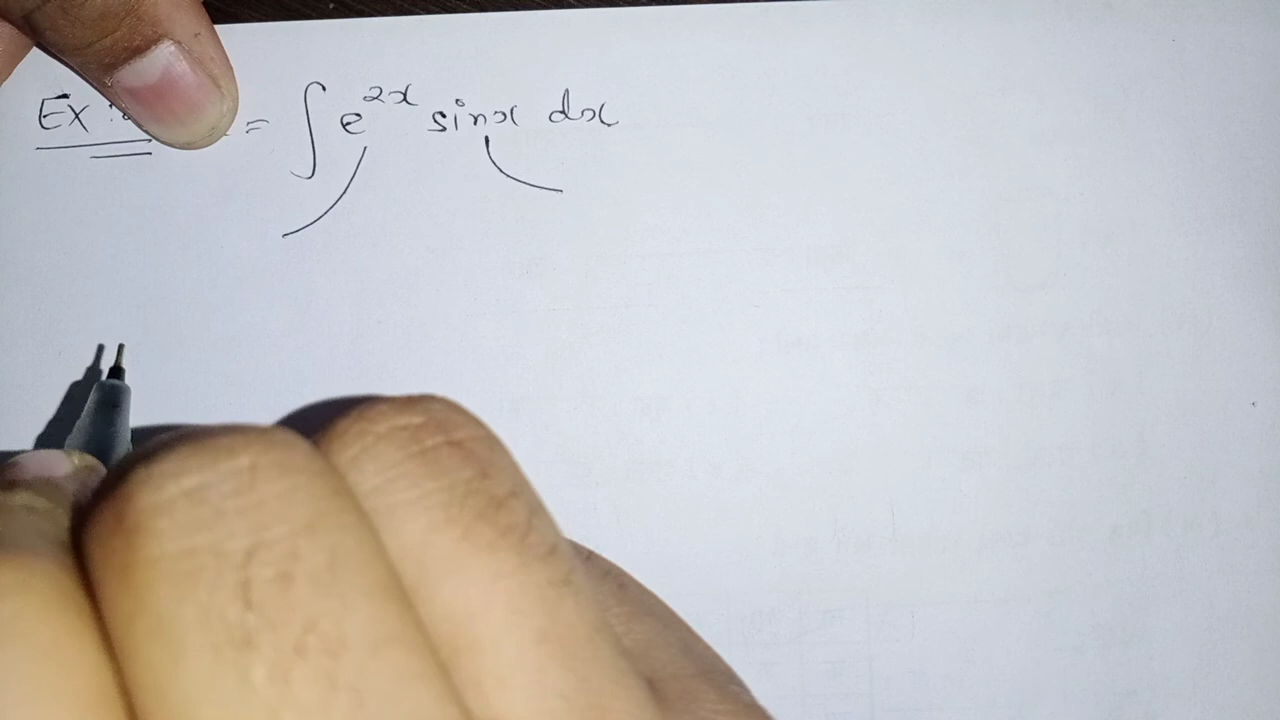 Ex : = ∫ e^{2x} sinx dx